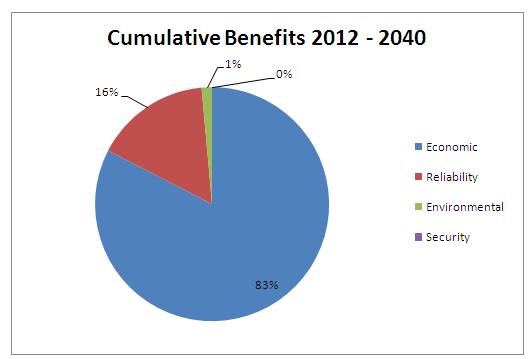 Cumulative Benefits 2012 - 2040
1%
0%
16%
Economic
Reliability
Environmental
Security
83%